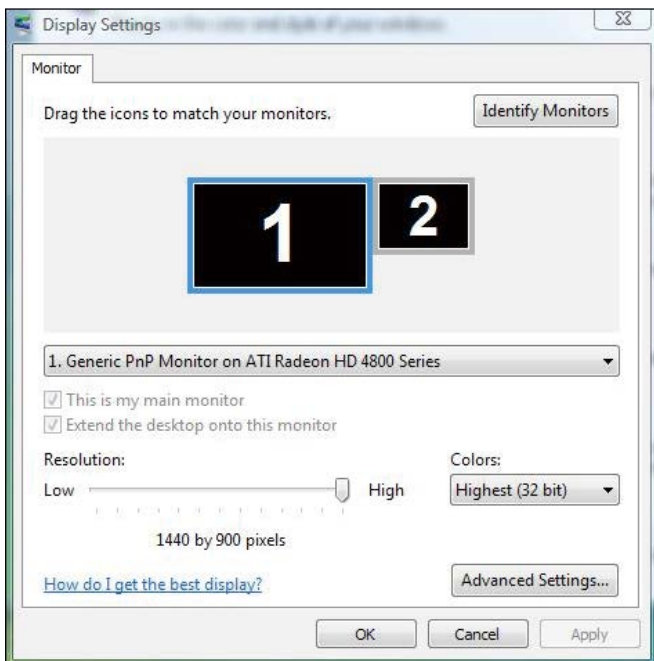 Display Settings
Monitor
Drag the icons to match your monitors.
Identify Monitors
1
2
1. Generic PnP Monitor on ATI Radeon HD 4800 Series
This is my main monitor
Extend the desktop onto this monitor
Resolution:
Colors:
Low
High
Highest (32 bit)
1440 by 900 pixels
How do I get the best display?
Advanced Settings...
OK
Cancel
Apply